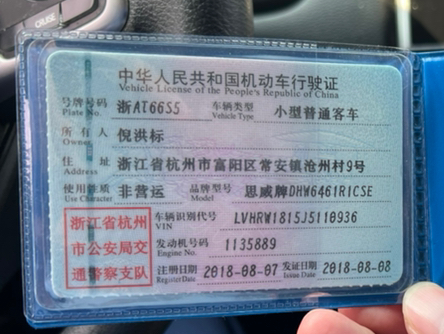 CRUISE
中华人民共和国机动车行驶证
Vehicle License of the People's Republic of China
号牌号码 浙AT66S5 车辆类型 小型普通客车
Plate No. Vehicle Type
所有人 倪洪标
Owner
住址 浙江省杭州市富阳区常安镇沧州村9号
Address
使用性质 非营运 品牌型号 思威牌DHW6461R1CSE
Use Character Model
浙江省杭州
市公安局交
通警察支队
车辆识别代号 LVHRW1815J5110936
VIN
发动机号码 1135889
Engine No.
注册日期 2018-08-07 发证日期 2018-08-08
Register Date Issue Date